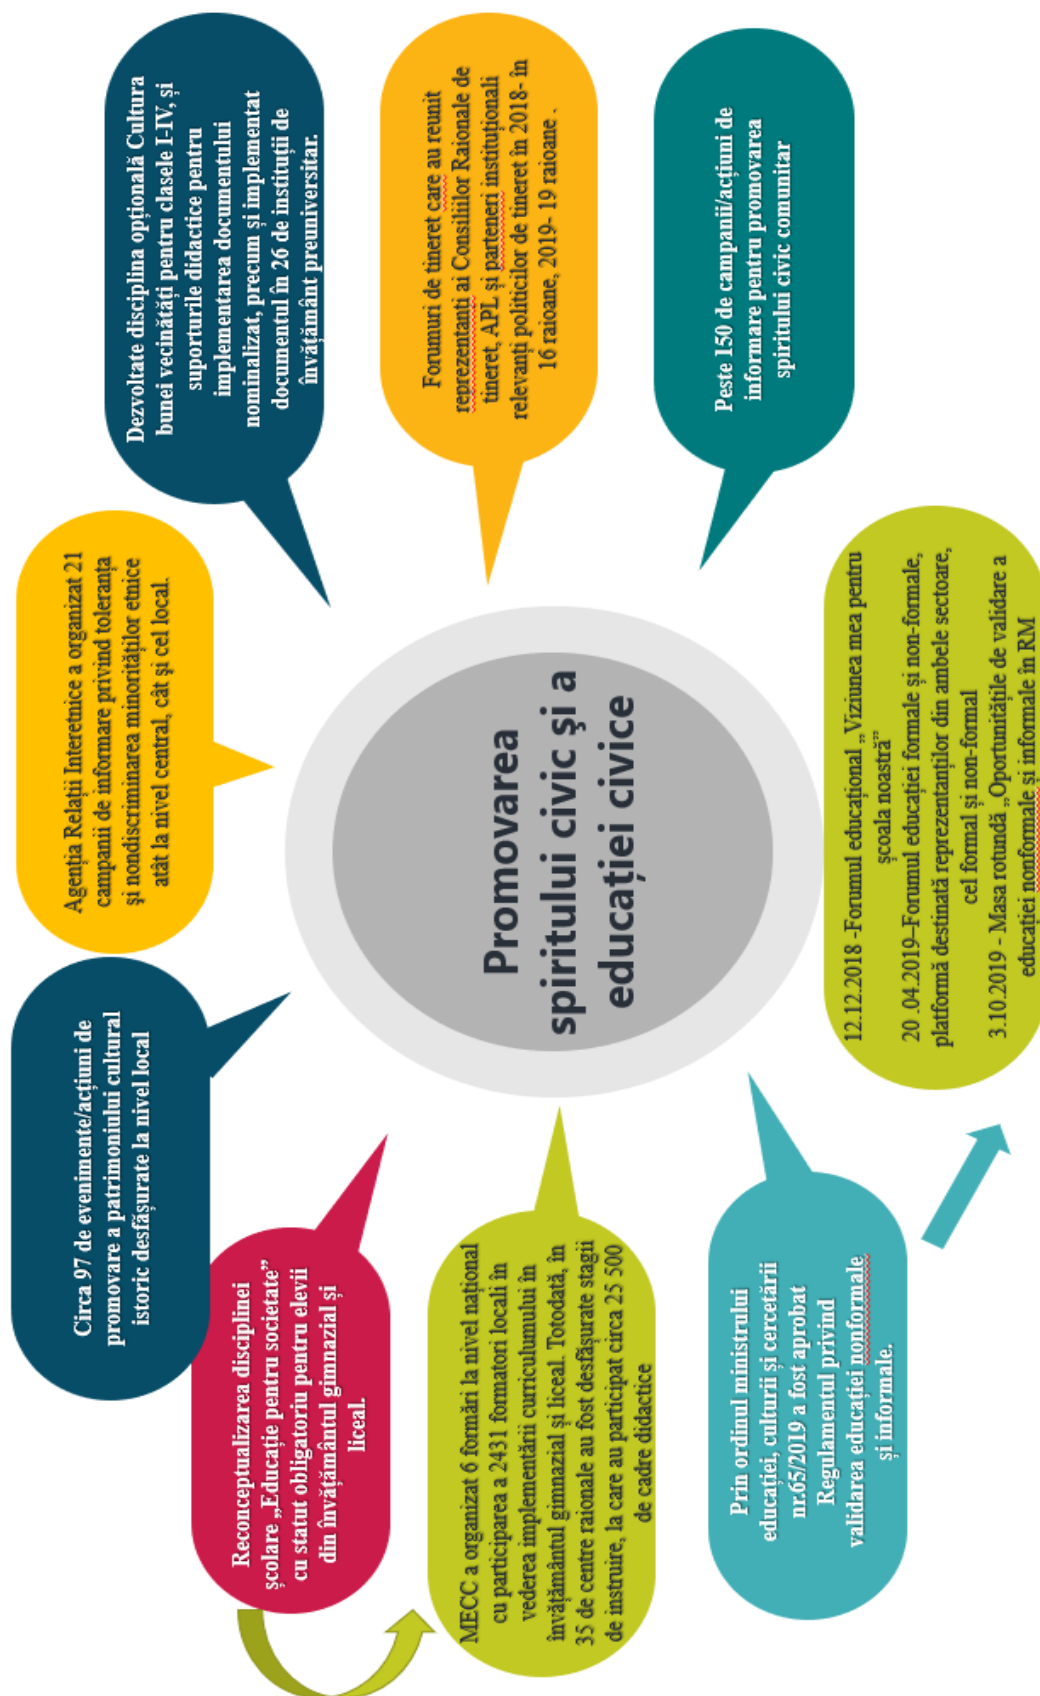 Circa 97 de evenimente/acțiuni de
promovare a patrimoniului cultural
istoric desfășurate la nivel local
Agenția Relații Interetnice a organizat 21
campanii de informare privind toleranța
și nondiscriminarea minorităților etnice
atât la nivel central, cât și cel local.
Dezvoltate disciplina opțională Cultura
bunei vecinătăți pentru clasele I-IV, și
suporturile didactice pentru
implementarea documentului
nominalizat, precum și implementat
documentul în 26 de instituții de
învățământ preuniversitar.
Reconceptualizarea disciplinei
școlare „Educație pentru societate”
cu statut obligatoriu pentru elevii
din învățământul gimnazial și
liceal.
Promovarea
spiritului civic și a
educației civice
Forumuri de tineret care au reunit
reprezentanți ai Consiliilor Raionale de
tineret, APL și parteneri instituționali
relevanți politicilor de tineret în 2018- în
16 raioane, 2019- 19 raioane .
MECC a organizat 6 formări la nivel național
cu participarea a 2431 formatori locali în
vederea implementării curriculumului în
învățământul gimnazial și liceal. Totodată, în
35 de centre raionale au fost desfășurate stagii
de instruire, la care au participat circa 25 500
de cadre didactice
Peste 150 de campanii/acțiuni de
informare pentru promovarea
spiritului civic comunitar
Prin ordinul ministrului
educației, culturii și cercetării
nr.65/2019 a fost aprobat
Regulamentul privind
validarea educației nonformale
și informale.
12.12.2018 -Forumul educațional „Viziunea mea pentru
școala noastră”
20 .04.2019–Forumul educației formale și non-formale,
platformă destinată reprezentanților din ambele sectoare,
cel formal și non-formal
3.10.2019 - Masa rotundă „Oportunitățile de validare a
educației nonformale și informale în RM